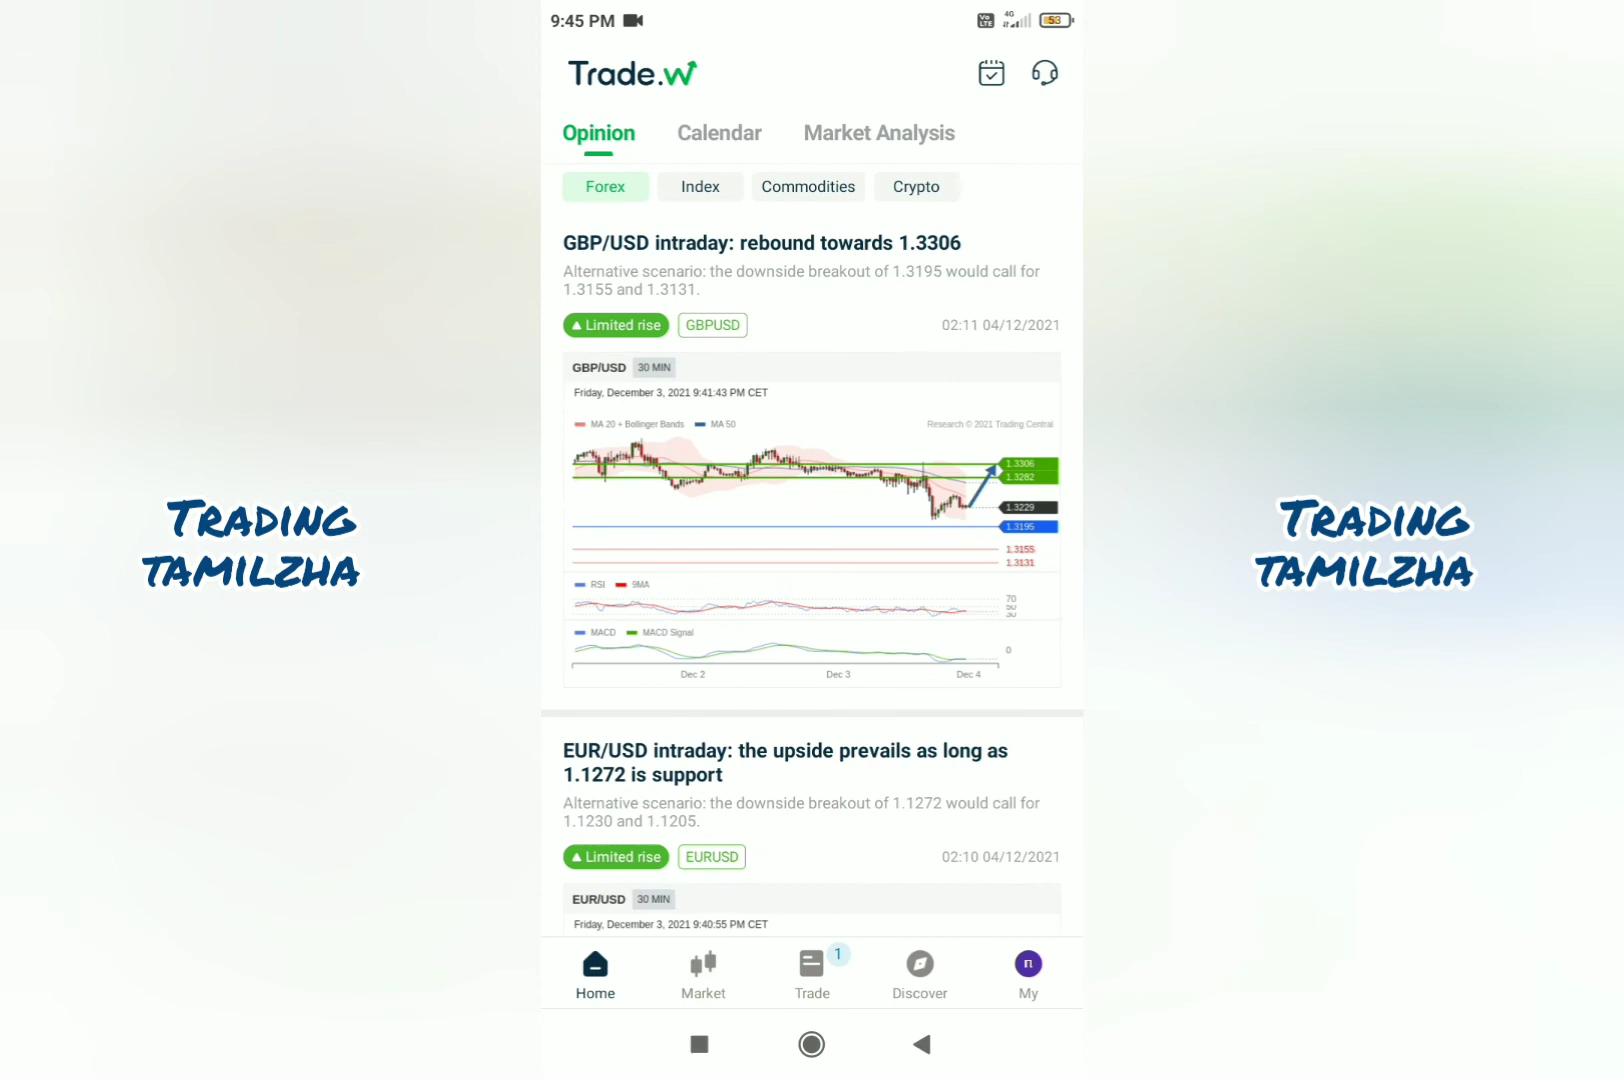 9:45 PM
Vo LTE 4G 53
Trade.W
Opinion Calendar Market Analysis
Forex Index Commodities Crypto
GBP/USD intraday: rebound towards 1.3306
Alternative scenario: the downside breakout of 1.3195 would call for
1.3155 and 1.3131.
Limited rise GBPUSD 02:11 04/12/2021
GBP/USD 30 MIN
Friday, December 3, 2021 9:41:43 PM CET
MA 20 + Bollinger Bands MA 50 Research © 2021 Trading Central
1.3306
1.3282
1.3229
1.3195
1.3155
1.3131
RSI 9MA
70
50
30
MACD MACD Signal
0
Dec 2 Dec 3 Dec 4
EUR/USD intraday: the upside prevails as long as
1.1272 is support
Alternative scenario: the downside breakout of 1.1272 would call for
1.1230 and 1.1205.
Limited rise EURUSD 02:10 04/12/2021
EUR/USD 30 MIN
Friday, December 3, 2021 9:40:55 PM CET
1
Home Market Trade Discover My
TRADING
TAMILZHA
TRADING
TAMILZHA